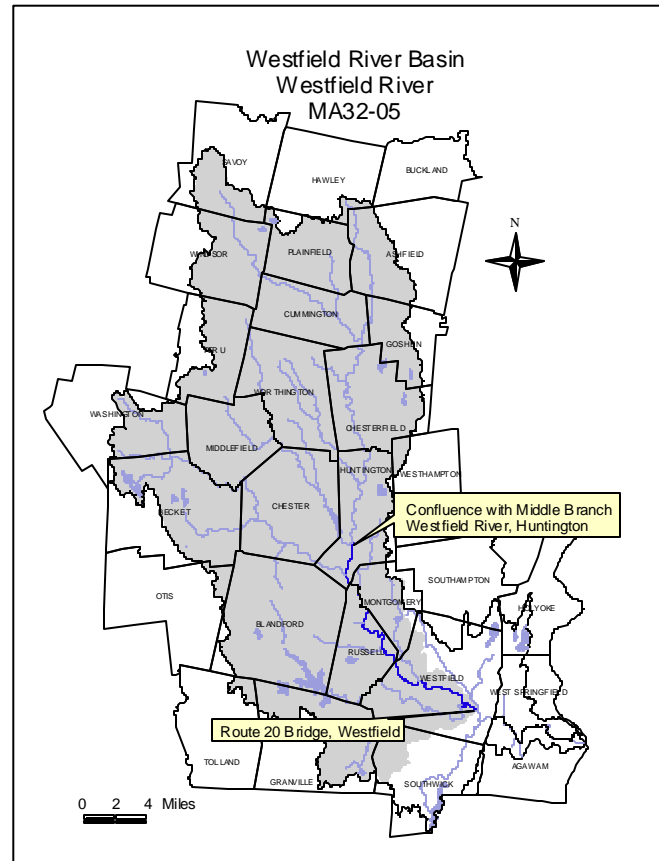 Westfield River Basin
Westfield River
MA32-05
SAVOY
HAWLEY
BUCKLAND
N
WINDSOR
PLAINFIELD
ASHFIELD
CUMMINGTON
PERU
GOSHEN
WORTHINGTON
WASHINGTON
MIDDLEFIELD
CHESTERFIELD
HUNTINGTON
WESTHAMPTON
BECKET
CHESTER
Confluence with Middle Branch
Westfield River, Huntington
OTIS
SOUTHAMPTON
MONTGOMERY
HOLYOKE
BLANDFORD
RUSSELL
WESTFIELD
WEST SPRINGFIELD
Route 20 Bridge, Westfield
TOLLAND
GRANVILLE
SOUTHWICK
AGAWAM
0 2 4 Miles